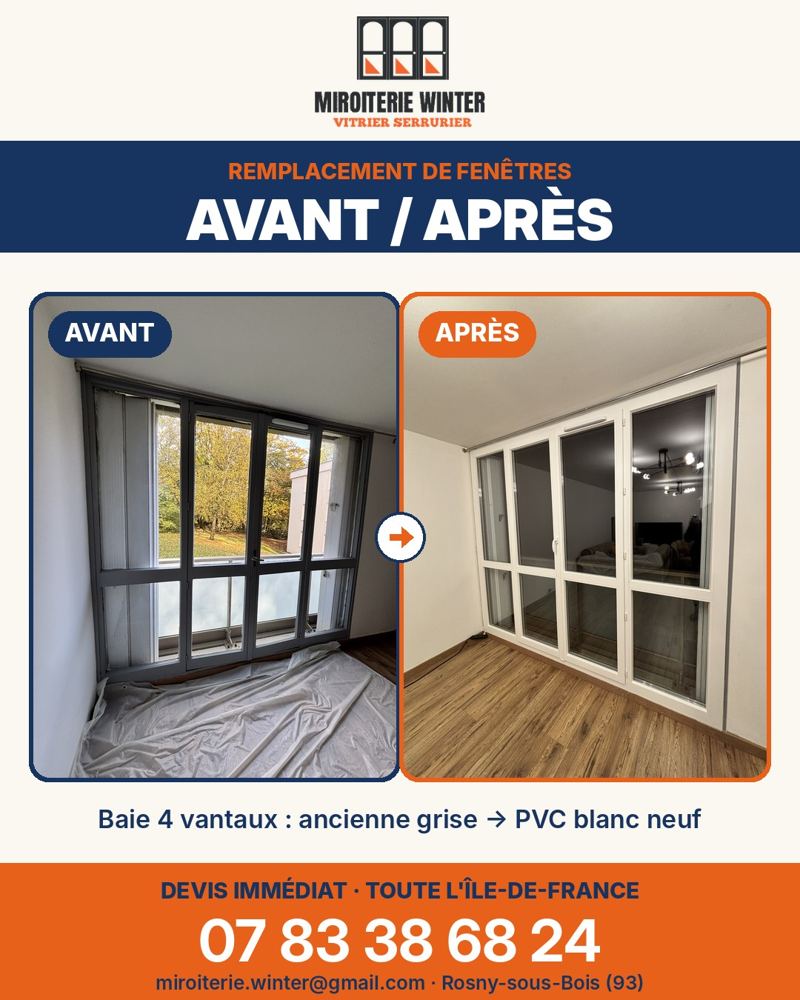 MIROITERIE WINTER
VITRIER SERRURIER
REMPLACEMENT DE FENÊTRES
AVANT / APRÈS
AVANT
APRÈS
Baie 4 vantaux : ancienne grise → PVC blanc neuf
DEVIS IMMÉDIAT · TOUTE L'ÎLE-DE-FRANCE
07 83 38 68 24
miroiterie.winter@gmail.com · Rosny-sous-Bois (93)